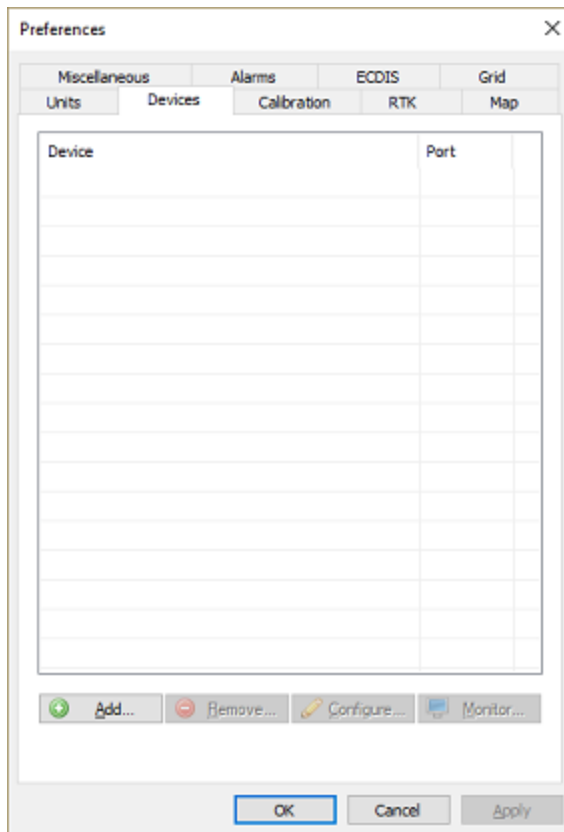 Preferences
Miscellaneous Alarms ECDIS Grid
Units Devices Calibration RTK Map
Device Port
Add... Remove... Configure... Monitor...
OK Cancel Apply